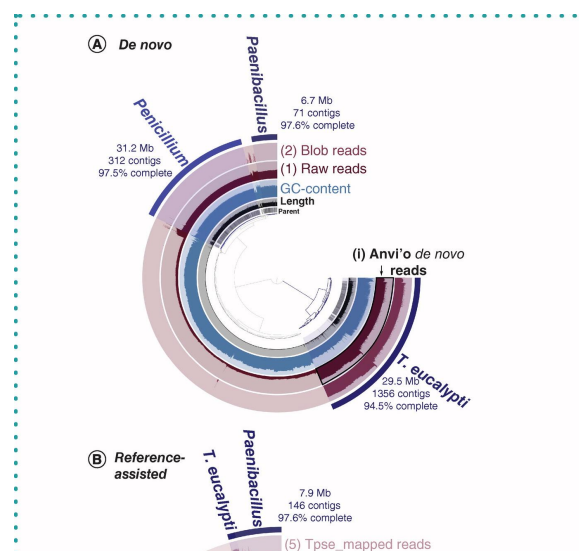 A De novo
Paenibacillus
6.7 Mb
71 contigs
97.6% complete
Penicillium
31.2 Mb
312 contigs
97.5% complete
(2) Blob reads
(1) Raw reads
GC-content
Length
Parent
(i) Anvi'o de novo
reads
T. eucalypti
29.5 Mb
1356 contigs
94.5% complete
B Reference-
assisted
T. eucalypti
Paenibacillus
7.9 Mb
146 contigs
97.6% complete
(5) Tpse_mapped reads